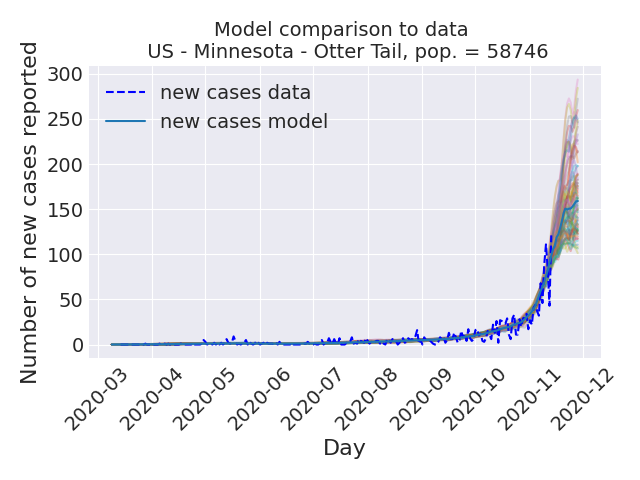 Model comparison to data
US - Minnesota - Otter Tail, pop. = 58746
Number of new cases reported
300
250
200
150
100
50
0
new cases data
new cases model
2020-03
2020-04
2020-05
2020-06
2020-07
2020-08
2020-09
2020-10
2020-11
2020-12
Day